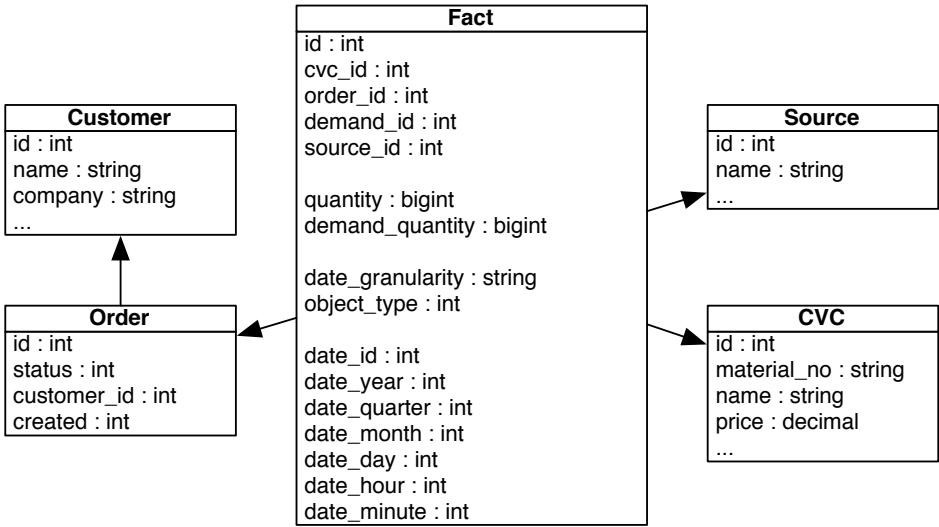 Fact
id : int
cvc_id : int
order_id : int
demand_id : int
source_id : int
quantity : bigint
demand_quantity : bigint
date_granularity : string
object_type : int
date_id : int
date_year : int
date_quarter : int
date_month : int
date_day : int
date_hour : int
date_minute : int
Customer
id : int
name : string
company : string
...
Order
id : int
status : int
customer_id : int
created : int
Source
id : int
name : string
...
CVC
id : int
material_no : string
name : string
price : decimal
...